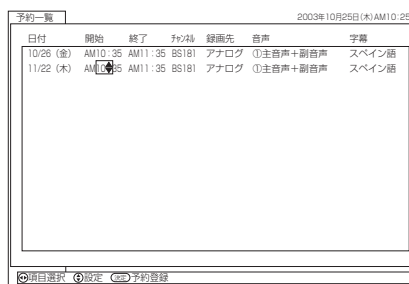 予約一覧 2003年10月25日(木)AM10:25
日付 開始 終了 チャンネル 録画先 音声 字幕
10/26 (金) AM10:35 AM11:35 BS181 アナログ ①主音声+副音声 スペイン語
11/22 (木) AM10 35 AM11:35 BS181 アナログ ①主音声+副音声 スペイン語
項目選択 設定 決定 予約登録